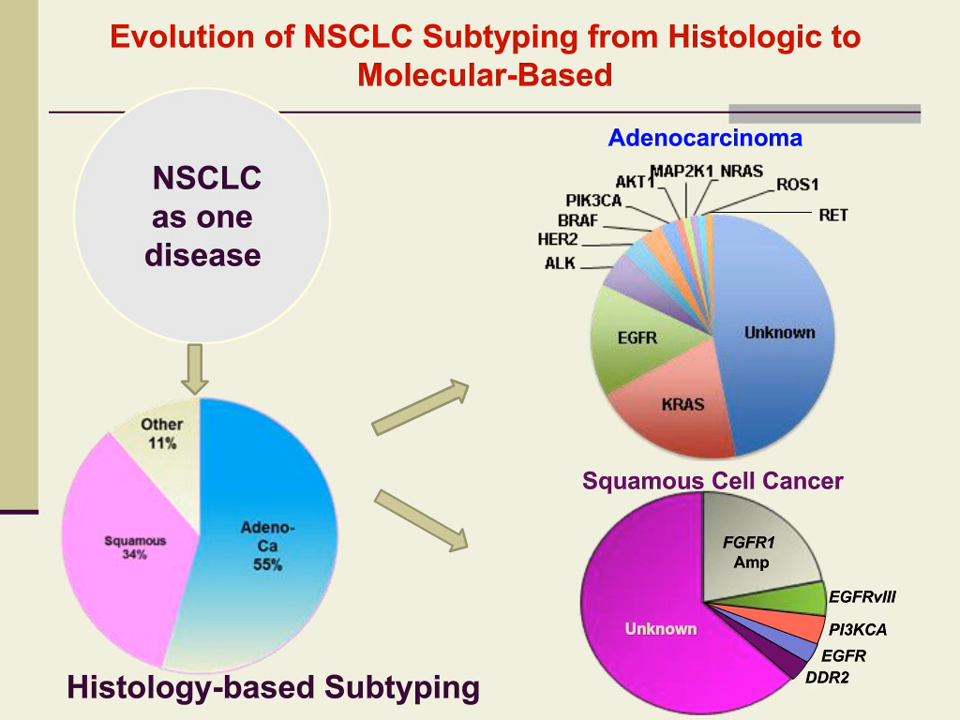 Evolution of NSCLC Subtyping from Histologic to
Molecular-Based
NSCLC
as one
disease
Other
11%
Squamous
34%
Adeno-
Ca
55%
Histology-based Subtyping
Adenocarcinoma
MAP2K1 NRAS
AKT1
ROS1
PIK3CA
RET
BRAF
HER2
ALK
EGFR
Unknown
KRAS
Squamous Cell Cancer
FGFR1
Amp
EGFRvIII
PI3KCA
EGFR
DDR2
Unknown